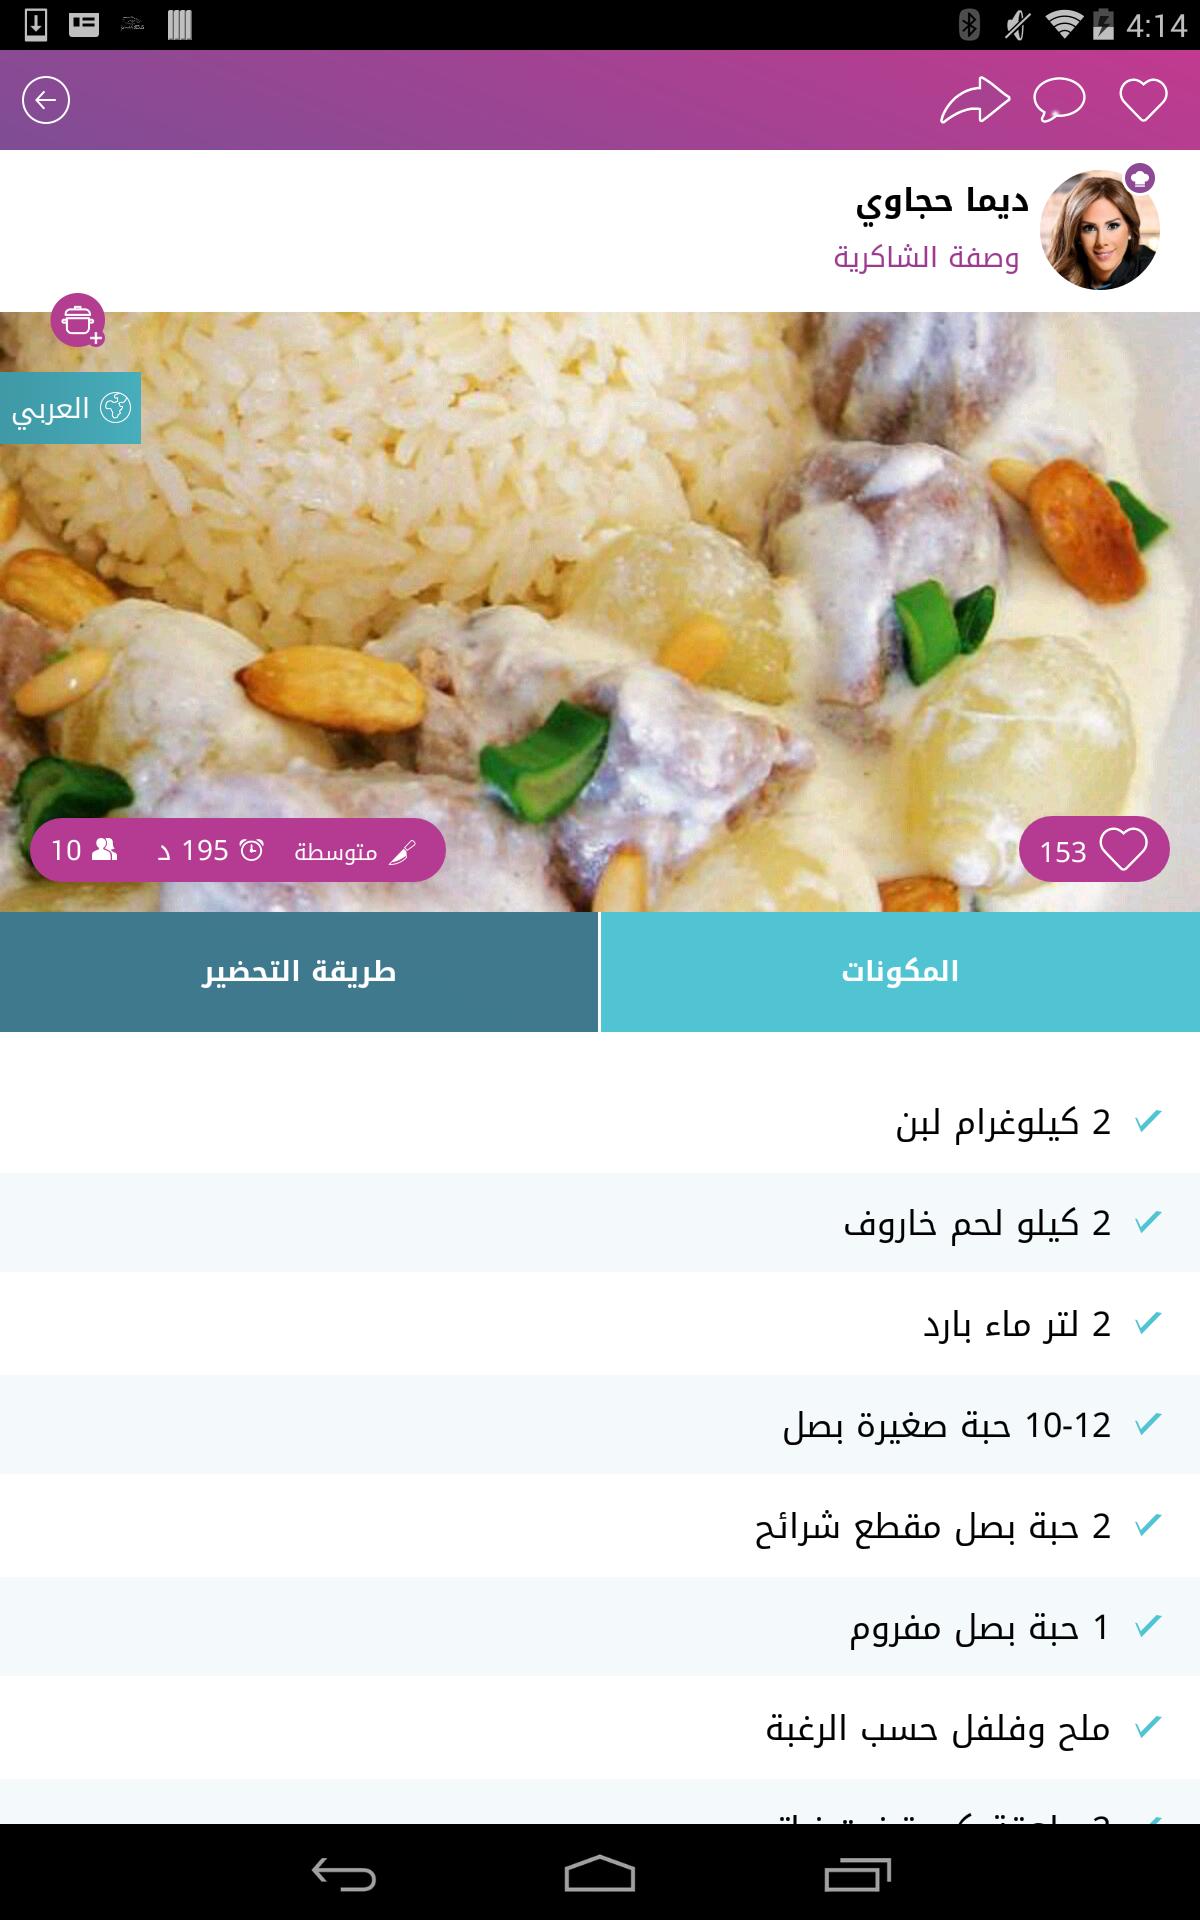 4:14
ديما حجاوي
وصفة الشاكرية
العربي
متوسطة
195 د
10
153
المكونات
طريقة التحضير
2 كيلوغرام لبن
2 كيلو لحم خاروف
2 لتر ماء بارد
10-12 حبة صغيرة بصل
2 حبة بصل مقطع شرائح
1 حبة بصل مفروم
ملح وفلفل حسب الرغبة